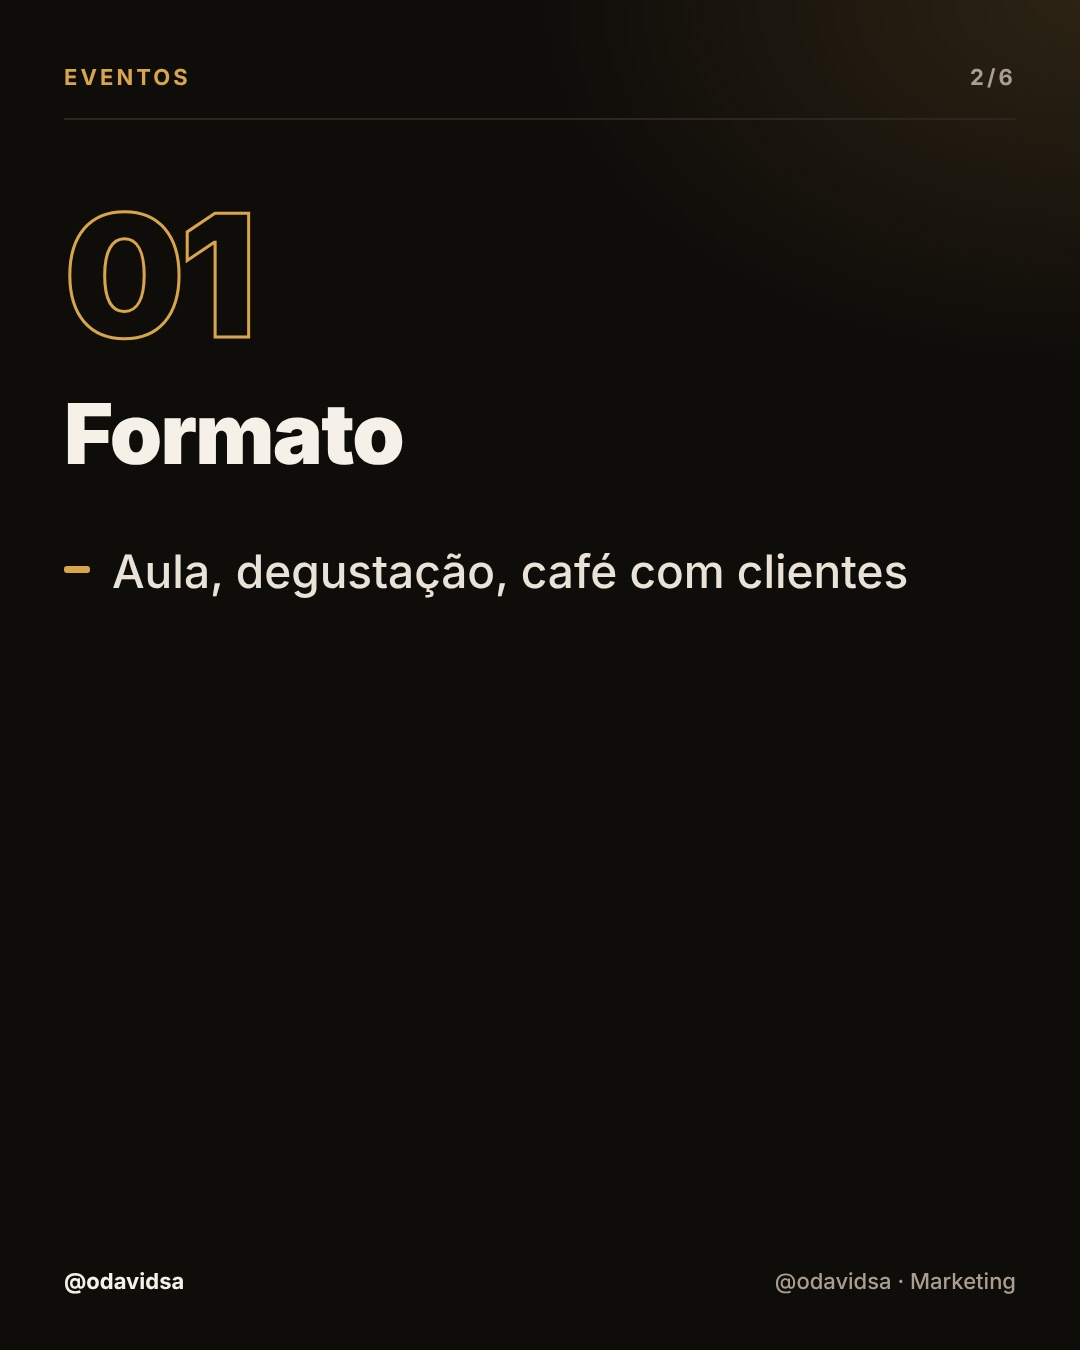 EVENTOS
2/6
01
Formato
Aula, degustação, café com clientes
@odavidsa
@odavidsa · Marketing